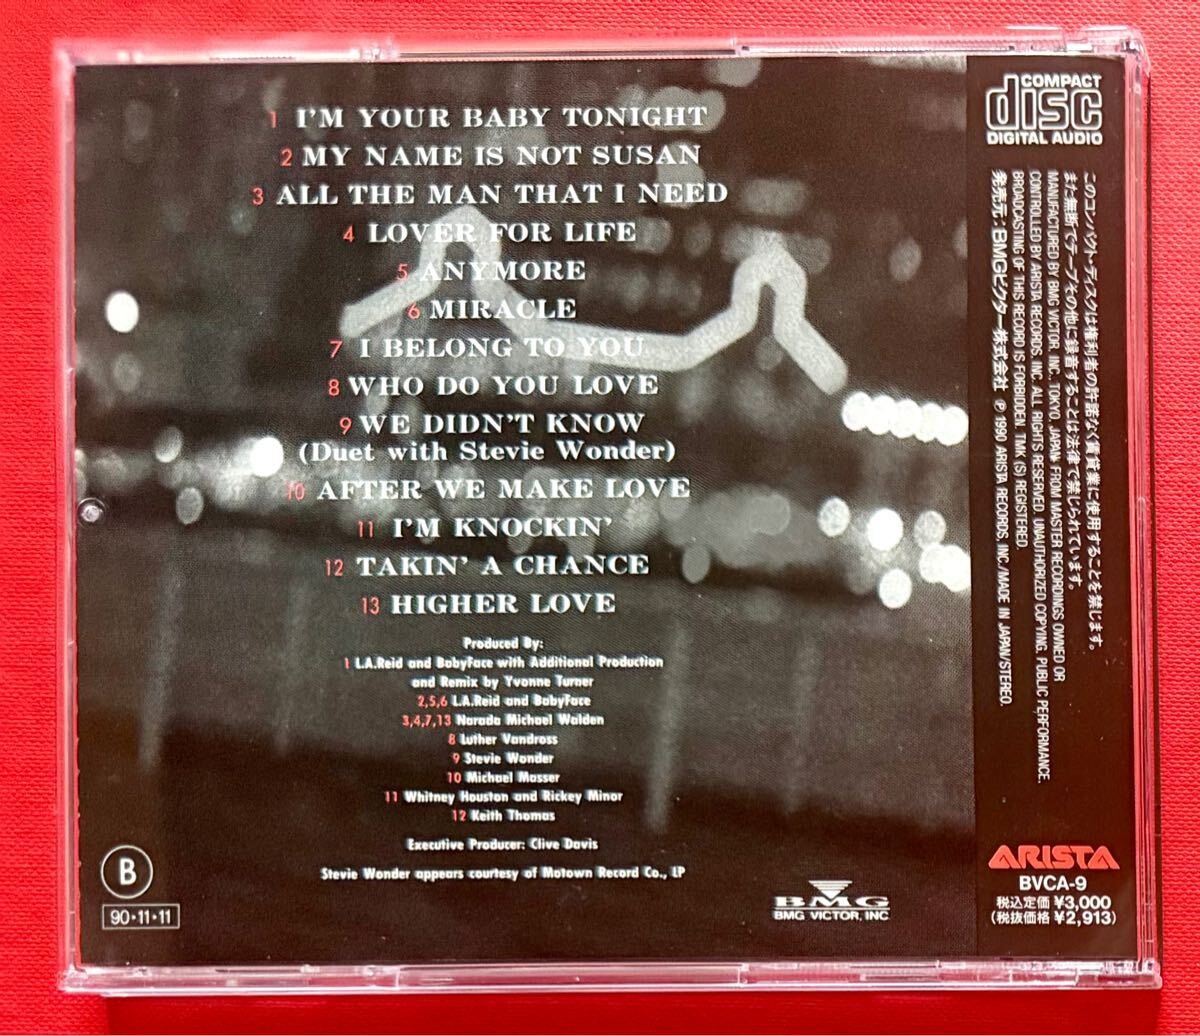 1 I'M YOUR BABY TONIGHT
2 MY NAME IS NOT SUSAN
3 ALL THE MAN THAT I NEED
4 LOVER FOR LIFE
5 ANYMORE
6 MIRACLE
7 I BELONG TO YOU
8 WHO DO YOU LOVE
9 WE DIDN'T KNOW
(Duet with Stevie Wonder)
10 AFTER WE MAKE LOVE
11 I'M KNOCKIN'
12 TAKIN' A CHANCE
13 HIGHER LOVE
Produced By:
1 L.A.Reid and BabyFace with Additional Production
and Remix by Yvonne Turner
2,5,6 L.A.Reid and BabyFace
3,4,7,13 Narada Michael Walden
8 Luther Vandross
9 Stevie Wonder
10 Michael Masser
11 Whitney Houston and Rickey Minor
12 Keith Thomas
Executive Producer: Clive Davis
Stevie Wonder appears courtesy of Motown Record Co., LP
B
90・11・11
BMG
BMG VICTOR, INC.
COMPACT
disc
DIGITAL AUDIO
このコンパクト・ディスクは権利者の許諾なく賃貸業に使用することを禁じます。
また無断でテープその他に録音することは法律で禁じられています。
MANUFACTURED BY BMG VICTOR, INC., TOKYO, JAPAN, FROM MASTER RECORDINGS OWNED OR
CONTROLLED BY ARISTA RECORDS, INC. ALL RIGHTS RESERVED. UNAUTHORIZED COPYING, PUBLIC PERFORMANCE,
BROADCASTING OF THIS RECORD IS FORBIDDEN. TMK (S) REGISTERED.
発売元：BMGビクター株式会社 ℗ 1990 ARISTA RECORDS, INC./MADE IN JAPAN/STEREO.
ARISTA
BVCA-9
税込定価 ¥3,000
(税抜価格 ¥2,913)